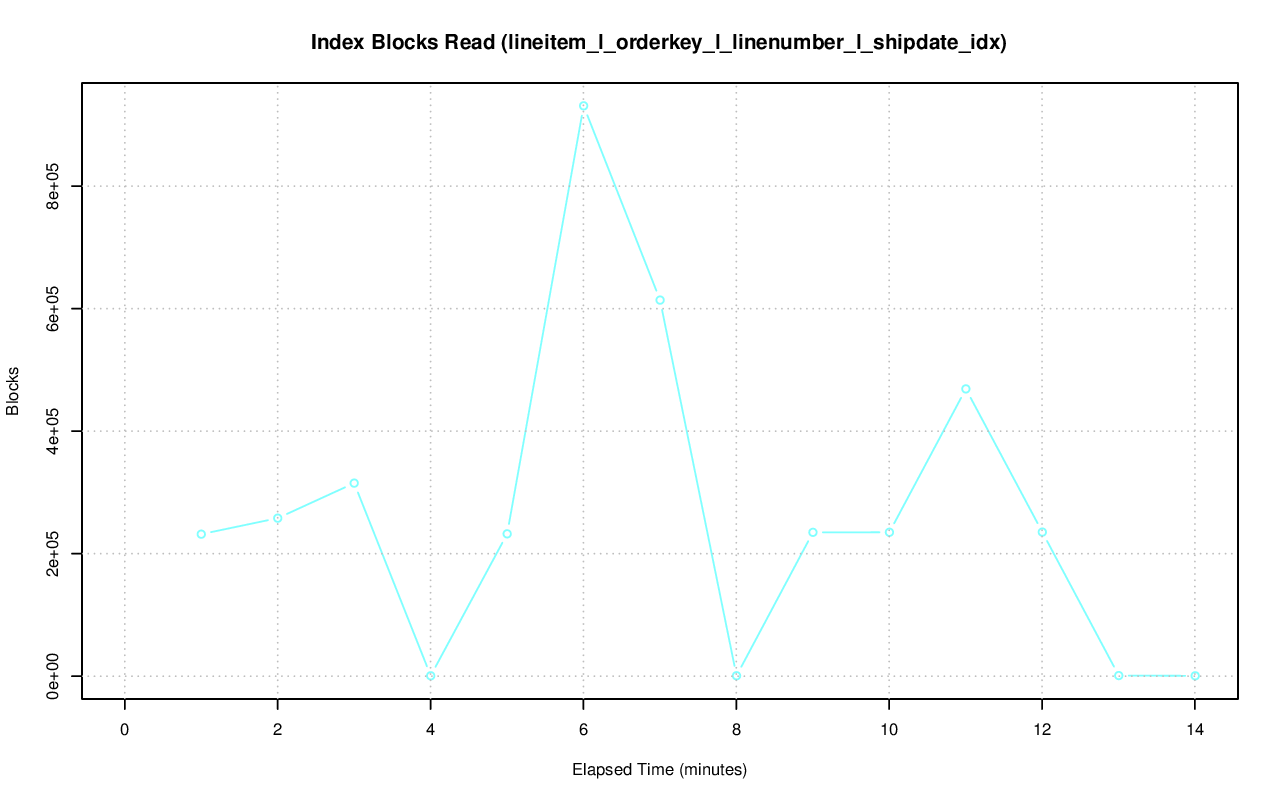 Index Blocks Read (lineitem_l_orderkey_l_linenumber_l_shipdate_idx)
8e+05
6e+05
4e+05
2e+05
0e+00
Blocks
0 2 4 6 8 10 12 14
Elapsed Time (minutes)